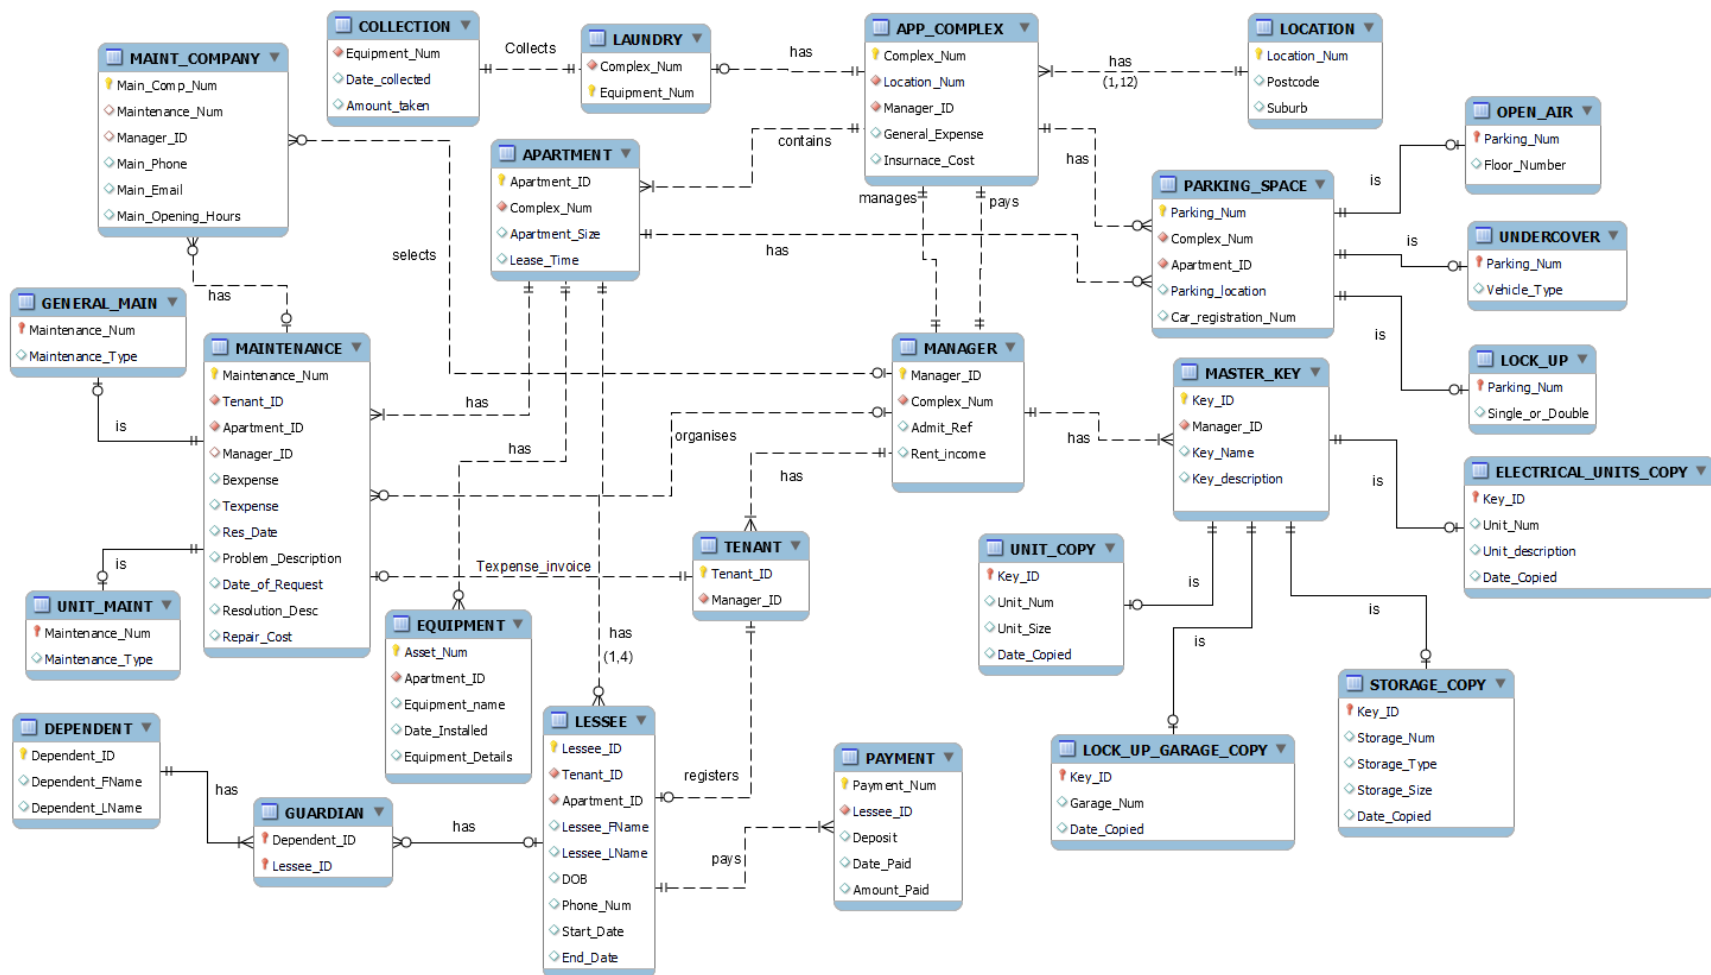 COLLECTION
Equipment_Num
Date_collected
Amount_taken
Collects
LAUNDRY
Complex_Num
Equipment_Num
has
APP_COMPLEX
Complex_Num
Location_Num
Manager_ID
General_Expense
Insurnace_Cost
has
(1,12)
LOCATION
Location_Num
Postcode
Suburb
MAINT_COMPANY
Main_Comp_Num
Maintenance_Num
Manager_ID
Main_Phone
Main_Email
Main_Opening_Hours
APARTMENT
Apartment_ID
Complex_Num
Apartment_Size
Lease_Time
contains
manages
pays
has
has
selects
has
PARKING_SPACE
Parking_Num
Complex_Num
Apartment_ID
Parking_location
Car_registration_Num
is
OPEN_AIR
Parking_Num
Floor_Number
is
UNDERCOVER
Parking_Num
Vehicle_Type
is
LOCK_UP
Parking_Num
Single_or_Double
GENERAL_MAIN
Maintenance_Num
Maintenance_Type
is
MAINTENANCE
Maintenance_Num
Tenant_ID
Apartment_ID
Manager_ID
Bexpense
Texpense
Res_Date
Problem_Description
Date_of_Request
Resolution_Desc
Repair_Cost
has
organises
has
is
UNIT_MAINT
Maintenance_Num
Maintenance_Type
MANAGER
Manager_ID
Complex_Num
Admit_Ref
Rent_income
has
has
MASTER_KEY
Key_ID
Manager_ID
Key_Name
Key_description
is
ELECTRICAL_UNITS_COPY
Key_ID
Unit_Num
Unit_description
Date_Copied
Texpense_invoice
TENANT
Tenant_ID
Manager_ID
UNIT_COPY
Key_ID
Unit_Num
Unit_Size
Date_Copied
is
is
is
EQUIPMENT
Asset_Num
Apartment_ID
Equipment_name
Date_Installed
Equipment_Details
has
(1,4)
LESSEE
Lessee_ID
Tenant_ID
Apartment_ID
Lessee_FName
Lessee_LName
DOB
Phone_Num
Start_Date
End_Date
registers
pays
PAYMENT
Payment_Num
Lessee_ID
Deposit
Date_Paid
Amount_Paid
LOCK_UP_GARAGE_COPY
Key_ID
Garage_Num
Date_Copied
STORAGE_COPY
Key_ID
Storage_Num
Storage_Type
Storage_Size
Date_Copied
DEPENDENT
Dependent_ID
Dependent_FName
Dependent_LName
has
GUARDIAN
Dependent_ID
Lessee_ID
has